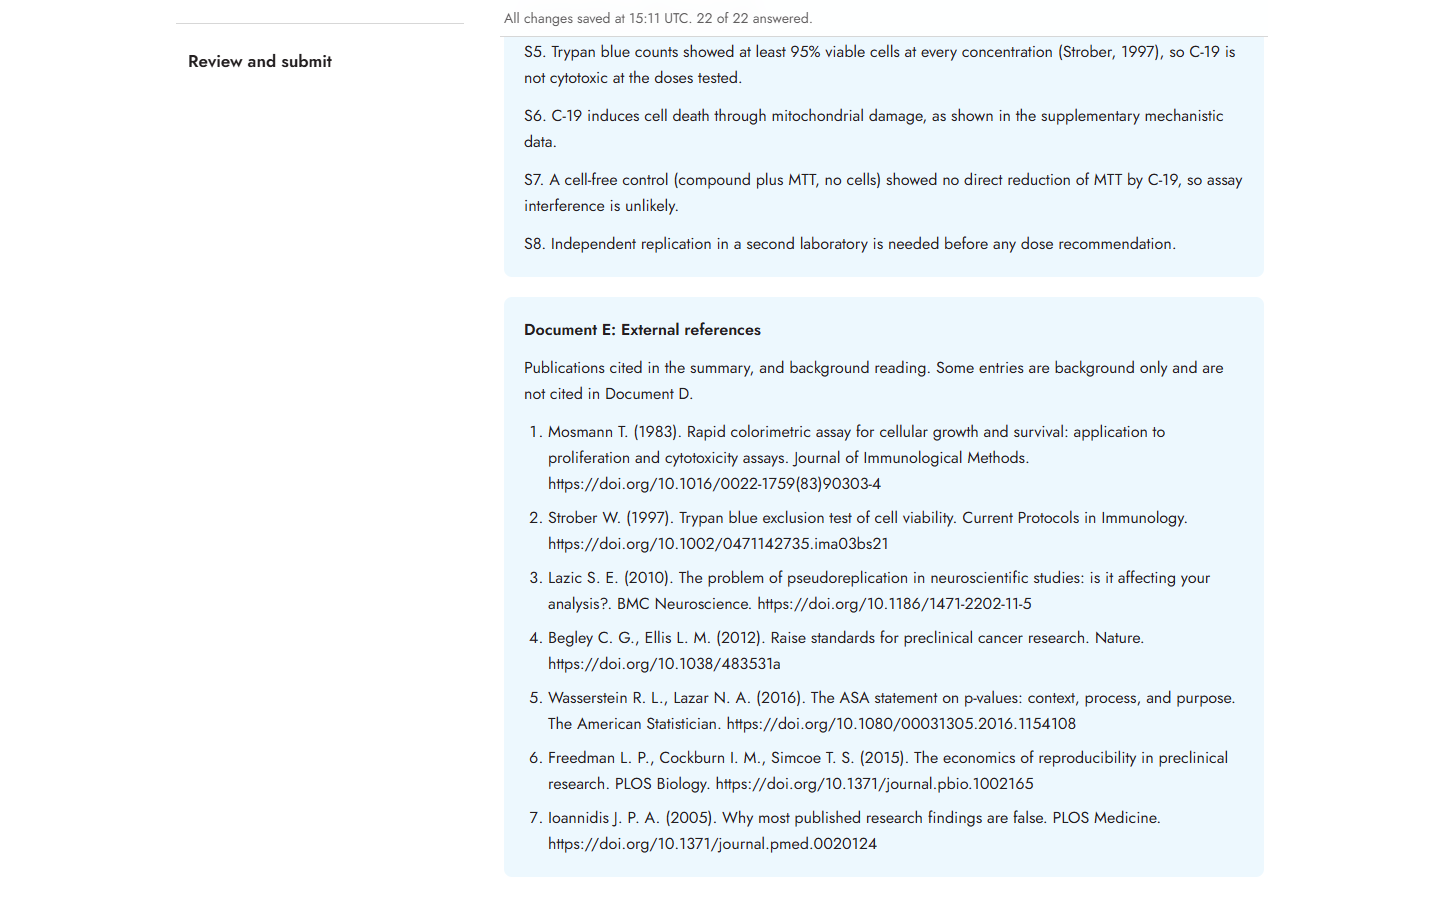 All changes saved at 15:11 UTC. 22 of 22 answered.
Review and submit
S5. Trypan blue counts showed at least 95% viable cells at every concentration (Strober, 1997), so C-19 is
not cytotoxic at the doses tested.
S6. C-19 induces cell death through mitochondrial damage, as shown in the supplementary mechanistic
data.
S7. A cell-free control (compound plus MTT, no cells) showed no direct reduction of MTT by C-19, so assay
interference is unlikely.
S8. Independent replication in a second laboratory is needed before any dose recommendation.
Document E: External references
Publications cited in the summary, and background reading. Some entries are background only and are
not cited in Document D.
1. Mosmann T. (1983). Rapid colorimetric assay for cellular growth and survival: application to
proliferation and cytotoxicity assays. Journal of Immunological Methods.
https://doi.org/10.1016/0022-1759(83)90303-4
2. Strober W. (1997). Trypan blue exclusion test of cell viability. Current Protocols in Immunology.
https://doi.org/10.1002/0471142735.ima03bs21
3. Lazic S. E. (2010). The problem of pseudoreplication in neuroscientific studies: is it affecting your
analysis?. BMC Neuroscience. https://doi.org/10.1186/1471-2202-11-5
4. Begley C. G., Ellis L. M. (2012). Raise standards for preclinical cancer research. Nature.
https://doi.org/10.1038/483531a
5. Wasserstein R. L., Lazar N. A. (2016). The ASA statement on p-values: context, process, and purpose.
The American Statistician. https://doi.org/10.1080/00031305.2016.1154108
6. Freedman L. P., Cockburn I. M., Simcoe T. S. (2015). The economics of reproducibility in preclinical
research. PLOS Biology. https://doi.org/10.1371/journal.pbio.1002165
7. Ioannidis J. P. A. (2005). Why most published research findings are false. PLOS Medicine.
https://doi.org/10.1371/journal.pmed.0020124